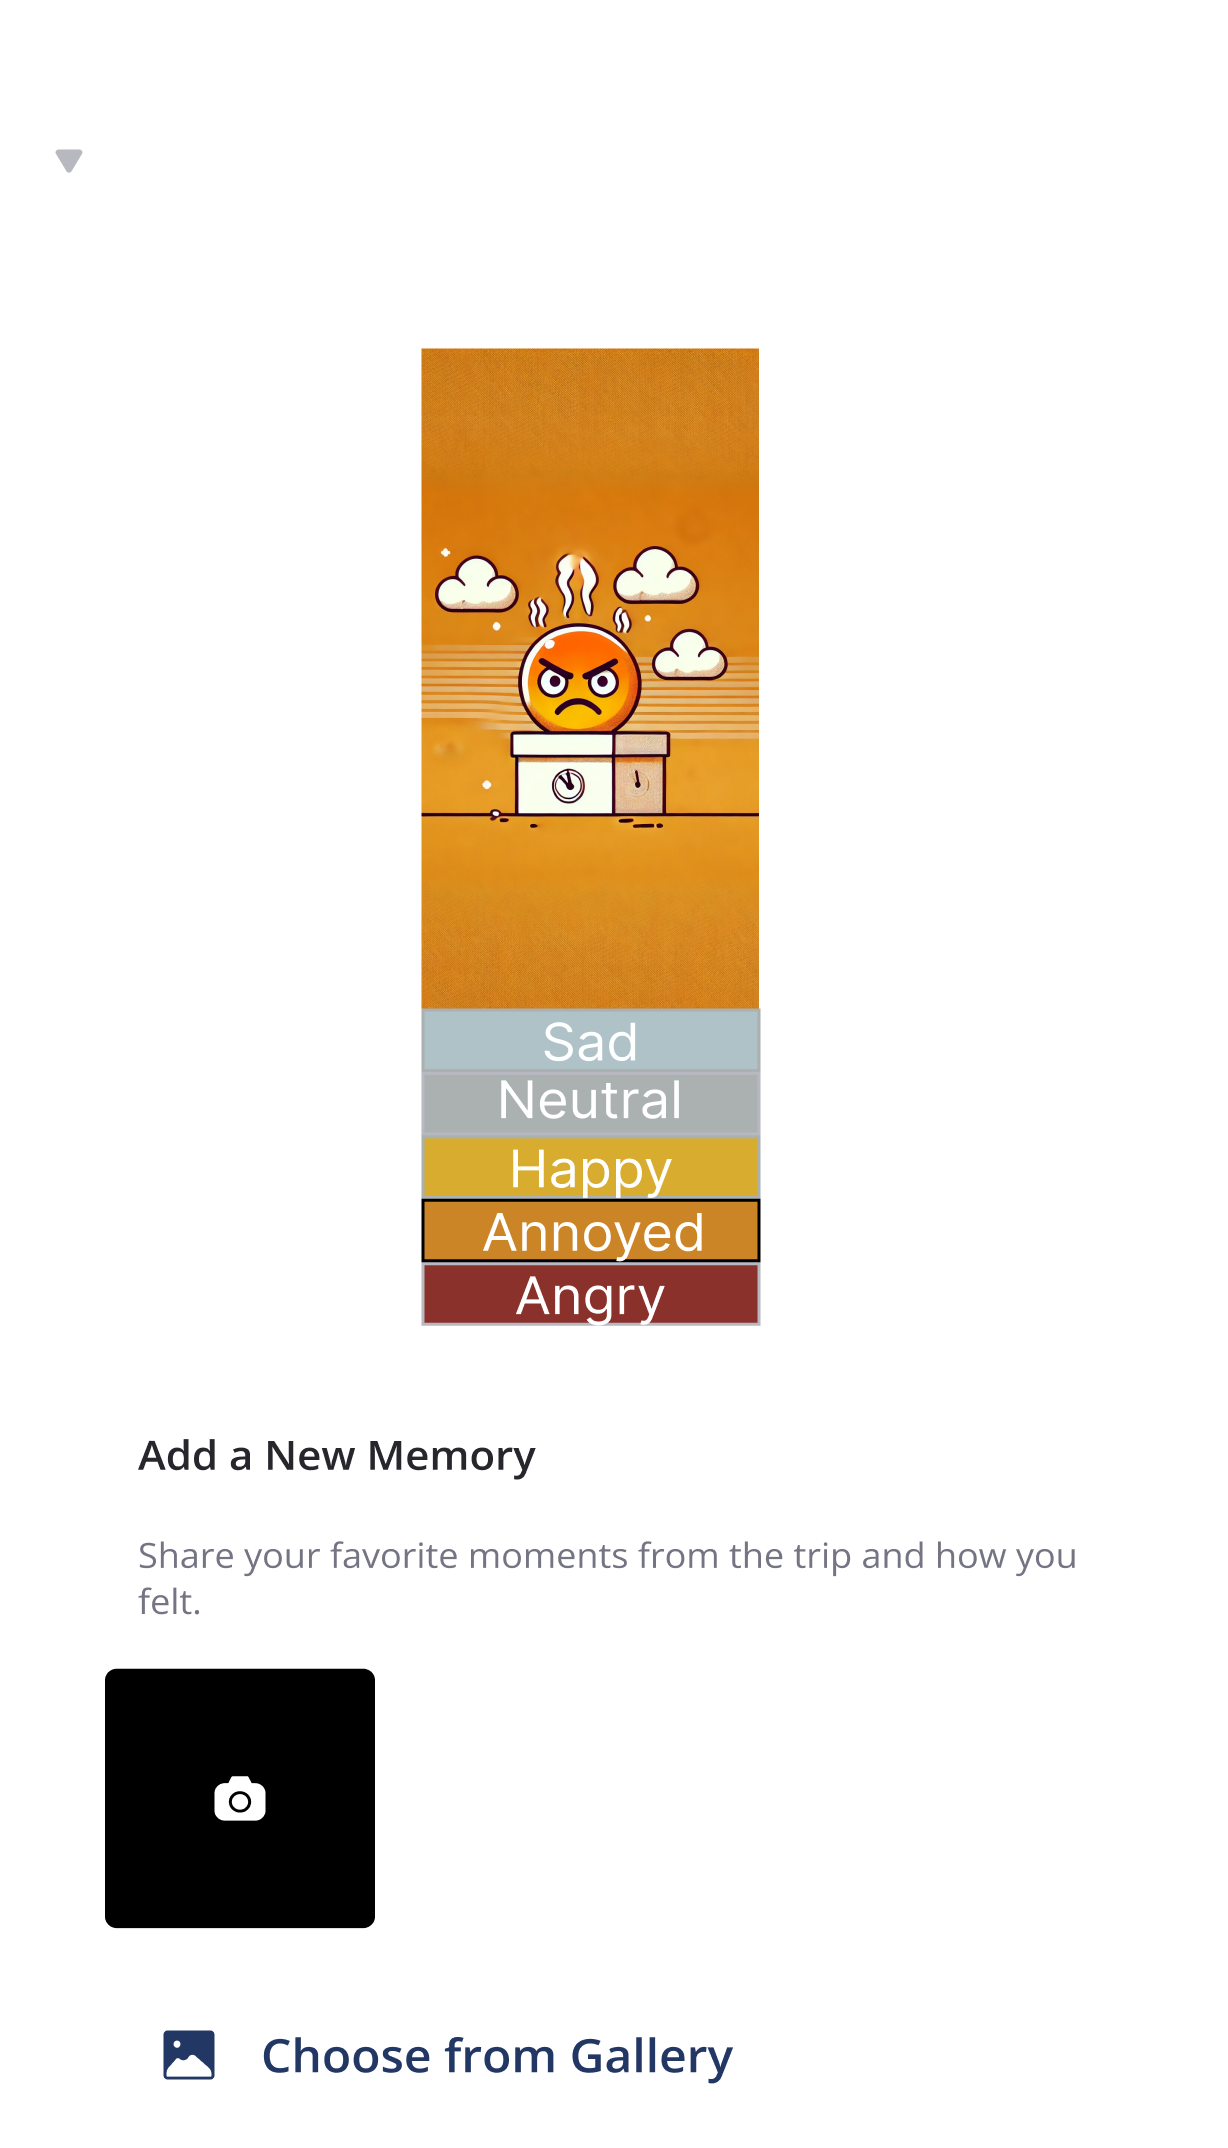 Sad
Neutral
Happy
Annoyed
Angry
Add a New Memory
Share your favorite moments from the trip and how you
felt.
Choose from Gallery